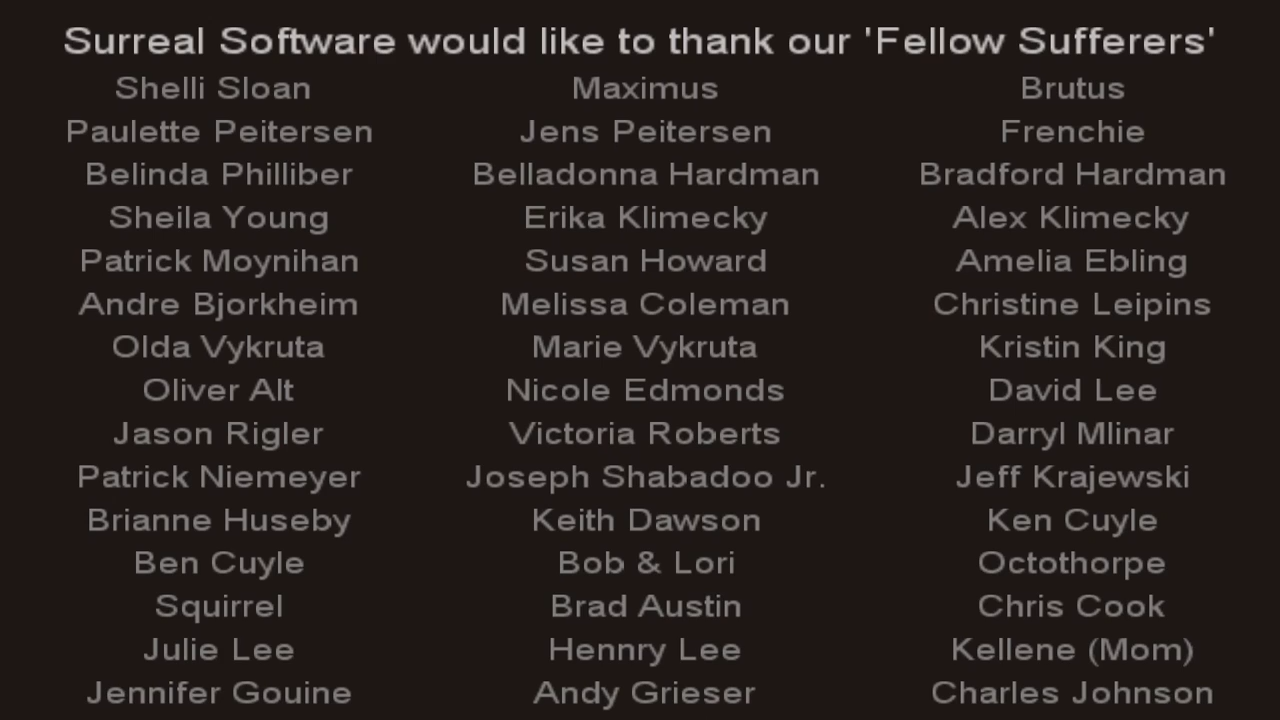 Surreal Software would like to thank our 'Fellow Sufferers'
Shelli Sloan Maximus Brutus
Paulette Peitersen Jens Peitersen Frenchie
Belinda Philliber Belladonna Hardman Bradford Hardman
Sheila Young Erika Klimecky Alex Klimecky
Patrick Moynihan Susan Howard Amelia Ebling
Andre Bjorkheim Melissa Coleman Christine Leipins
Olda Vykruta Marie Vykruta Kristin King
Oliver Alt Nicole Edmonds David Lee
Jason Rigler Victoria Roberts Darryl Mlinar
Patrick Niemeyer Joseph Shabadoo Jr. Jeff Krajewski
Brianne Huseby Keith Dawson Ken Cuyle
Ben Cuyle Bob & Lori Octothorpe
Squirrel Brad Austin Chris Cook
Julie Lee Hennry Lee Kellene (Mom)
Jennifer Gouine Andy Grieser Charles Johnson